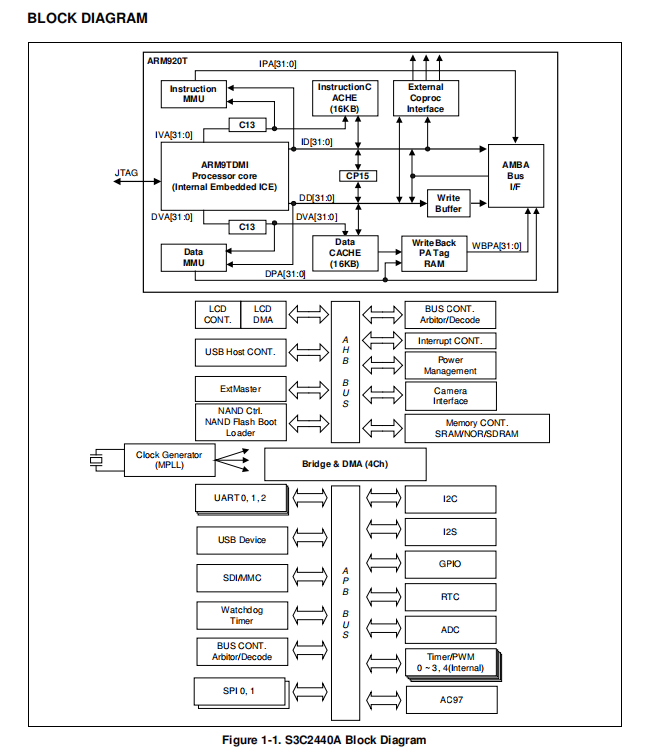 BLOCK DIAGRAM
ARM920T
IPA[31:0]
Instruction
MMU
InstructionC
ACHE
(16KB)
External
Coproc
Interface
C13
IVA[31:0]
ID[31:0]
ARM9TDMI
Processor core
(Internal Embedded ICE)
JTAG
CP15
AMBA
Bus
I/F
DD[31:0]
Write
Buffer
DVA[31:0]
C13
DVA[31:0]
Data
MMU
Data
CACHE
(16KB)
WriteBack
PA Tag
RAM
WBPA[31:0]
DPA[31:0]
LCD
CONT.
LCD
DMA
USB Host CONT.
ExtMaster
NAND Ctrl.
NAND Flash Boot
Loader
A
H
B
B
U
S
BUS CONT.
Arbitor/Decode
Interrupt CONT.
Power
Management
Camera
Interface
Memory CONT.
SRAM/NOR/SDRAM
Clock Generator
(MPLL)
Bridge & DMA (4Ch)
UART 0, 1, 2
USB Device
SDI/MMC
Watchdog
Timer
BUS CONT.
Arbitor/Decode
SPI 0, 1
A
P
B
B
U
S
I2C
I2S
GPIO
RTC
ADC
Timer/PWM
0 ~ 3, 4(Internal)
AC97
Figure 1-1. S3C2440A Block Diagram